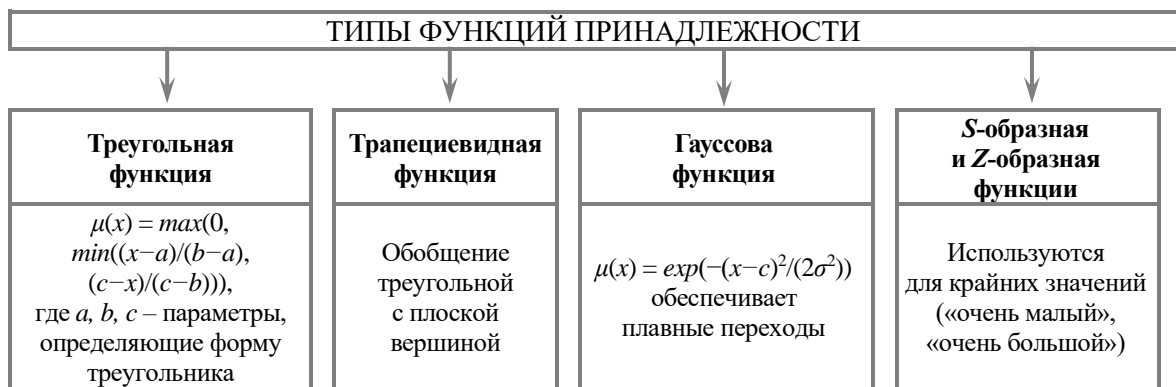 ТИПЫ ФУНКЦИЙ ПРИНАДЛЕЖНОСТИ
Треугольная
функция
μ(x) = max(0,
min((x−a)/(b−a),
(c−x)/(c−b))),
где a, b, c – параметры,
определяющие форму
треугольника
Трапециевидная
функция
Обобщение
треугольной
с плоской
вершиной
Гауссова
функция
μ(x) = exp(−(x−c)²/(2σ²))
обеспечивает
плавные переходы
S-образная
и Z-образная
функции
Используются
для крайних значений
(«очень малый»,
«очень большой»)